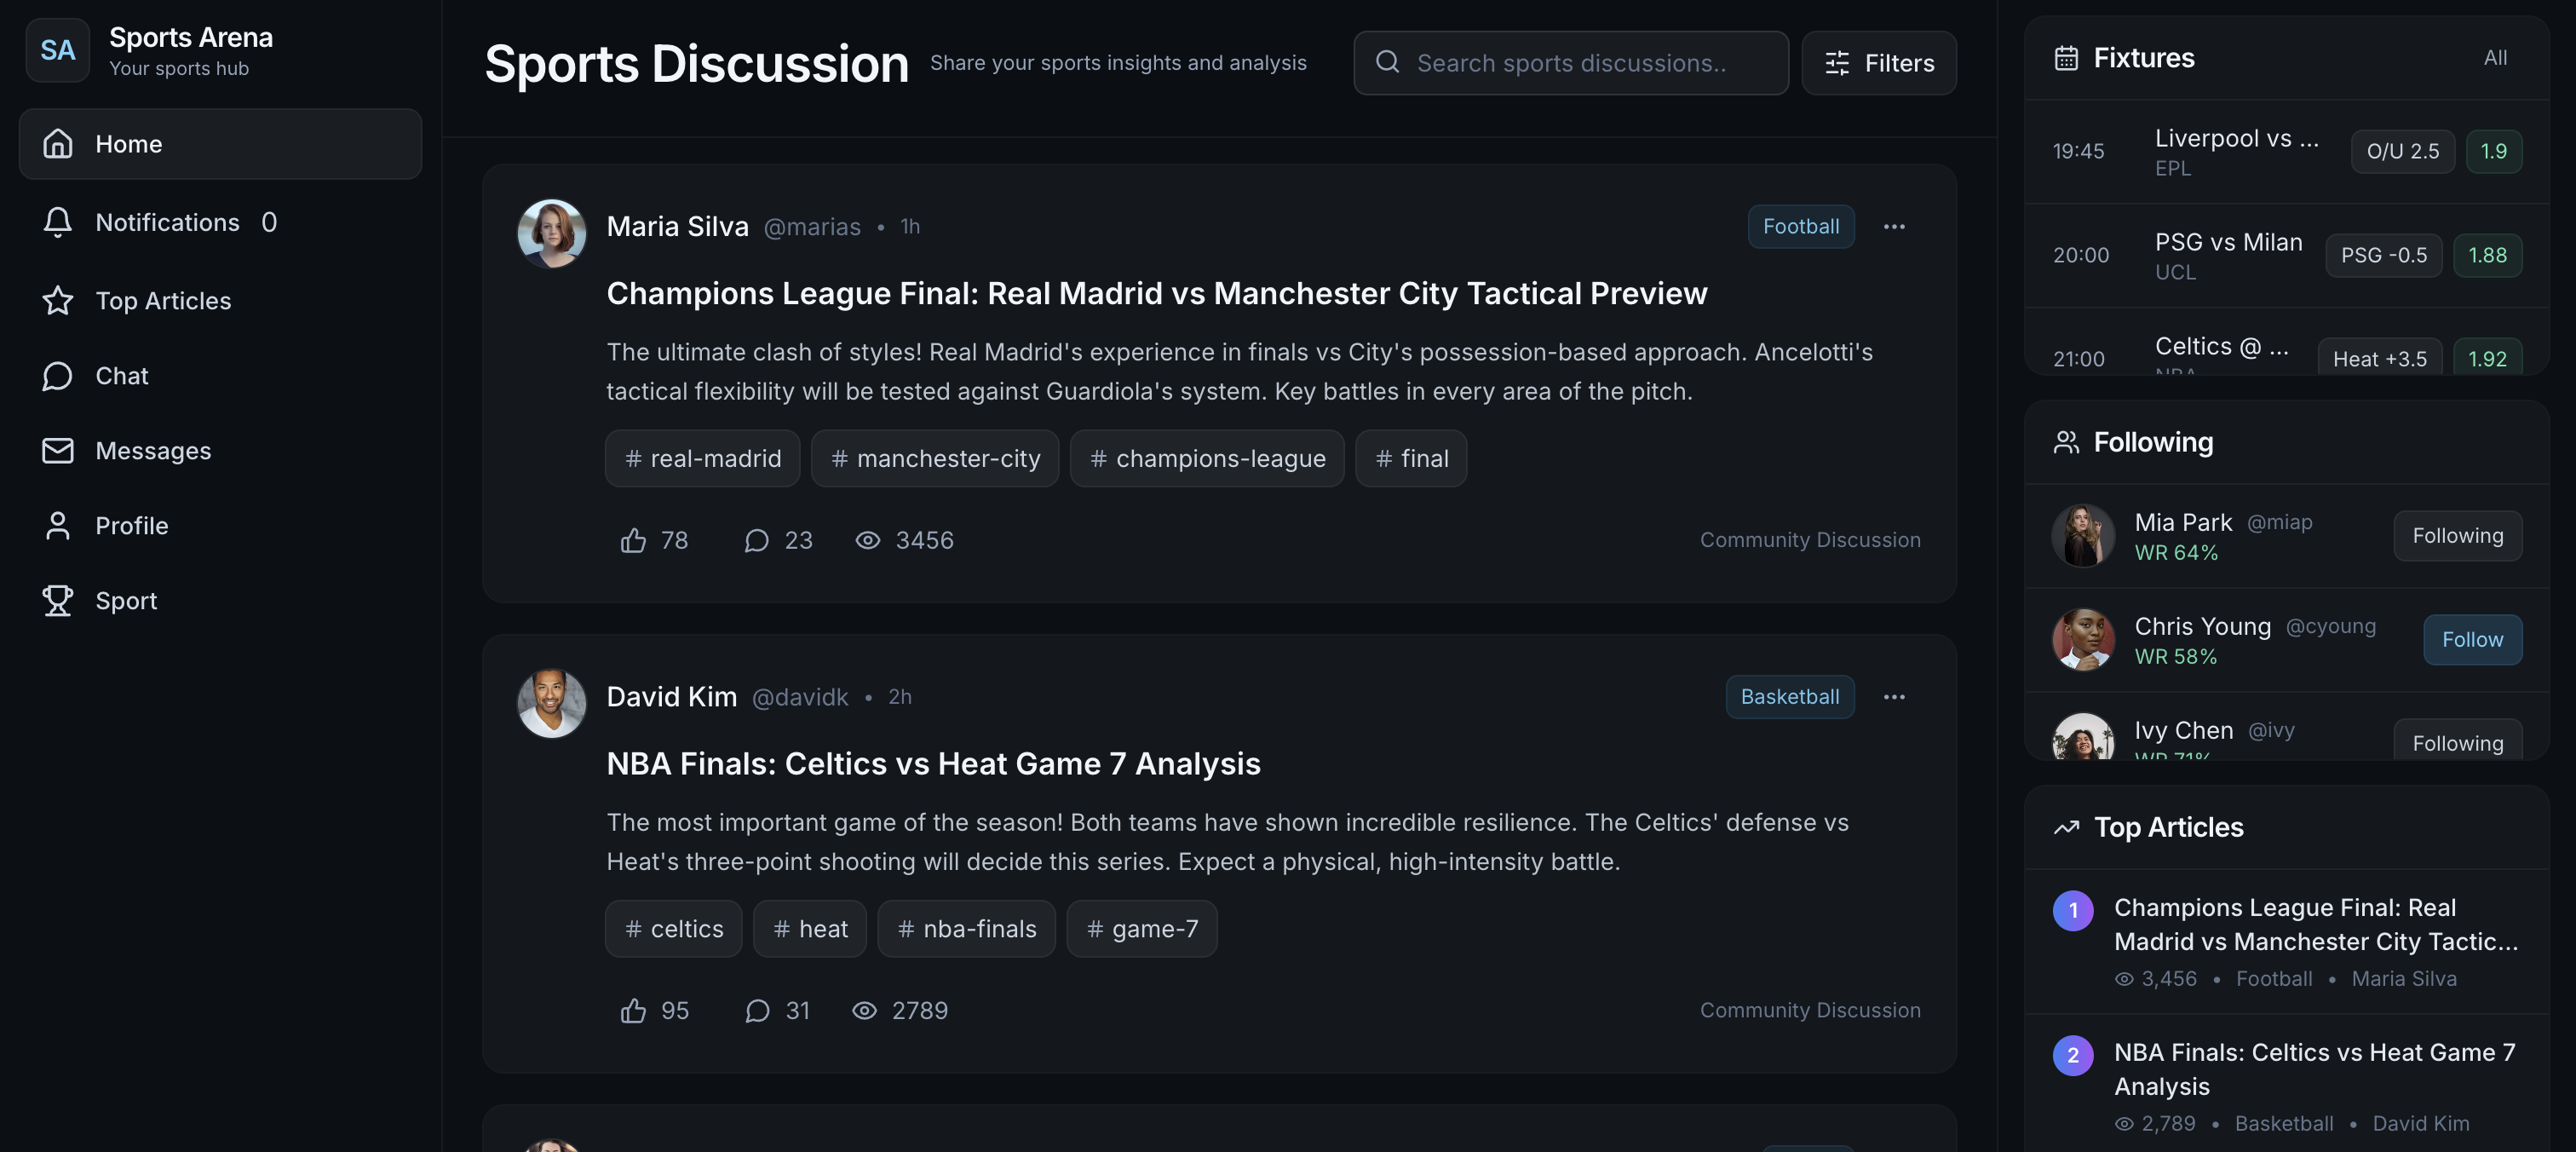 SA
Sports Arena
Your sports hub
Home
Notifications 0
Top Articles
Chat
Messages
Profile
Sport
Sports Discussion
Share your sports insights and analysis
Search sports discussions..
Filters
Maria Silva @marias • 1h
Football
Champions League Final: Real Madrid vs Manchester City Tactical Preview
The ultimate clash of styles! Real Madrid's experience in finals vs City's possession-based approach. Ancelotti's
tactical flexibility will be tested against Guardiola's system. Key battles in every area of the pitch.
# real-madrid # manchester-city # champions-league # final
78 23 3456
Community Discussion
David Kim @davidk • 2h
Basketball
NBA Finals: Celtics vs Heat Game 7 Analysis
The most important game of the season! Both teams have shown incredible resilience. The Celtics' defense vs
Heat's three-point shooting will decide this series. Expect a physical, high-intensity battle.
# celtics # heat # nba-finals # game-7
95 31 2789
Community Discussion
Fixtures
All
19:45 Liverpool vs ... O/U 2.5 1.9
EPL
20:00 PSG vs Milan PSG -0.5 1.88
UCL
21:00 Celtics @ ... Heat +3.5 1.92
NBA
Following
Mia Park @miap Following
WR 64%
Chris Young @cyoung Follow
WR 58%
Ivy Chen @ivy Following
WR 71%
Top Articles
1 Champions League Final: Real
Madrid vs Manchester City Tactic...
3,456 • Football • Maria Silva
2 NBA Finals: Celtics vs Heat Game 7
Analysis
2,789 • Basketball • David Kim